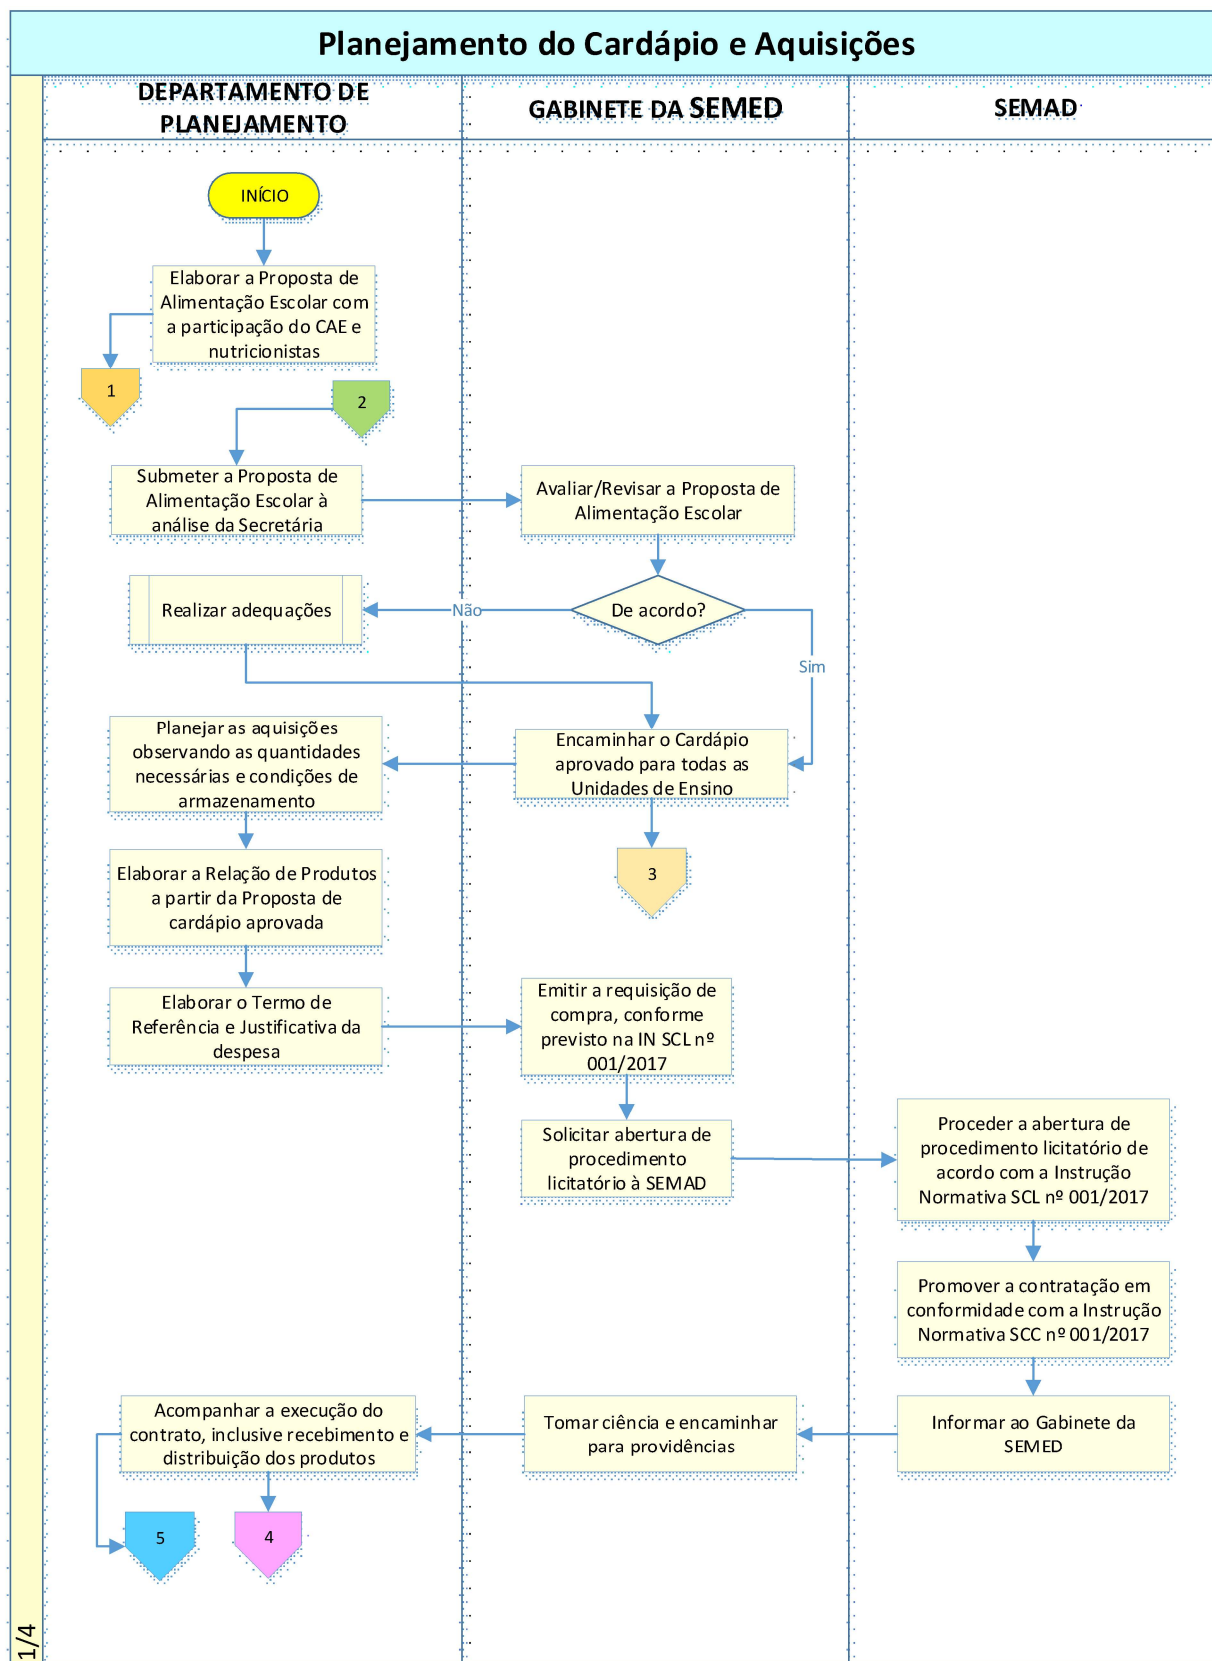 Planejamento do Cardápio e Aquisições
DEPARTAMENTO DE
PLANEJAMENTO
GABINETE DA SEMED
SEMAD
INÍCIO
Elaborar a Proposta de
Alimentação Escolar com
a participação do CAE e
nutricionistas
1
2
Submeter a Proposta de
Alimentação Escolar à
análise da Secretária
Avaliar/Revisar a Proposta de
Alimentação Escolar
Realizar adequações
Não
De acordo?
Sim
Planejar as aquisições
observando as quantidades
necessárias e condições de
armazenamento
Encaminhar o Cardápio
aprovado para todas as
Unidades de Ensino
Elaborar a Relação de Produtos
a partir da Proposta de
cardápio aprovada
3
Elaborar o Termo de
Referência e Justificativa da
despesa
Emitir a requisição de
compra, conforme
previsto na IN SCL nº
001/2017
Solicitar abertura de
procedimento
licitatório à SEMAD
Proceder a abertura de
procedimento licitatório de
acordo com a Instrução
Normativa SCL nº 001/2017
Promover a contratação em
conformidade com a Instrução
Normativa SCC nº 001/2017
Acompanhar a execução do
contrato, inclusive recebimento e
distribuição dos produtos
Tomar ciência e encaminhar
para providências
Informar ao Gabinete da
SEMED
5
4
1/4